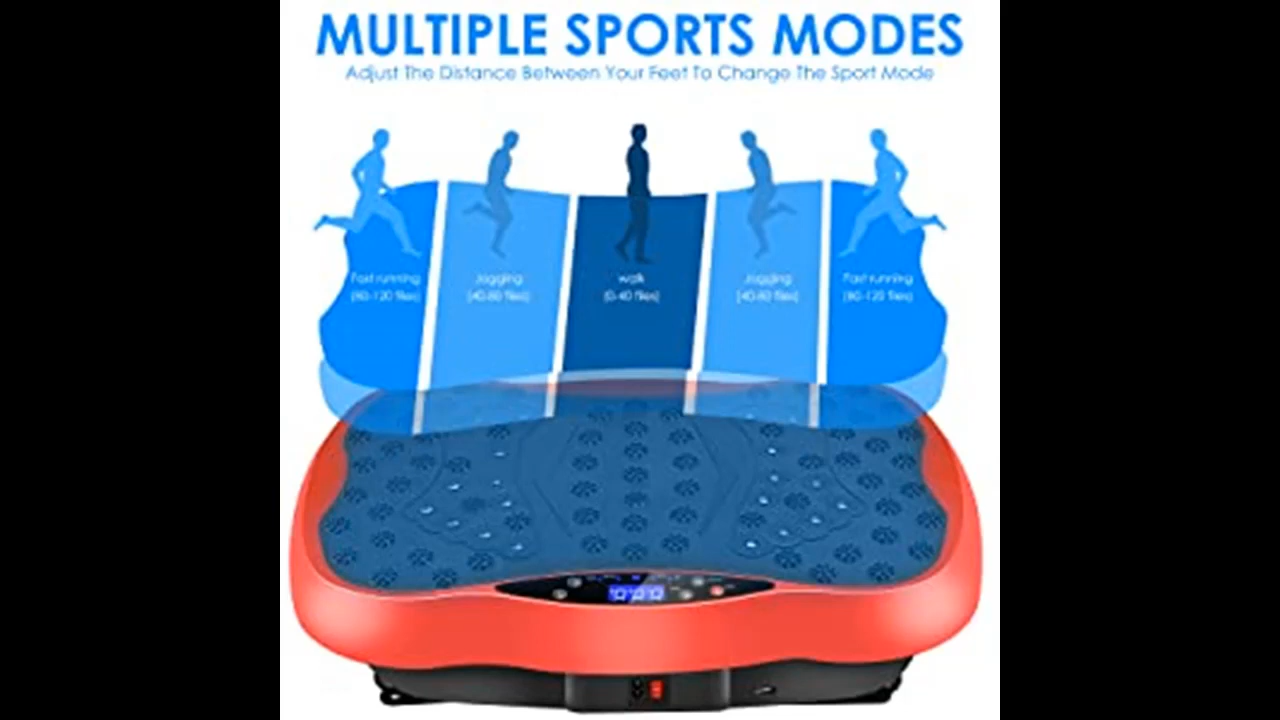 MULTIPLE SPORTS MODES
Adjust The Distance Between Your Feet To Change The Sport Mode
Fast running
Jogging
walk
Jogging
Fast running
(80-120 files)
(40-80 files)
(0-40 files)
(40-80 files)
(80-120 files)